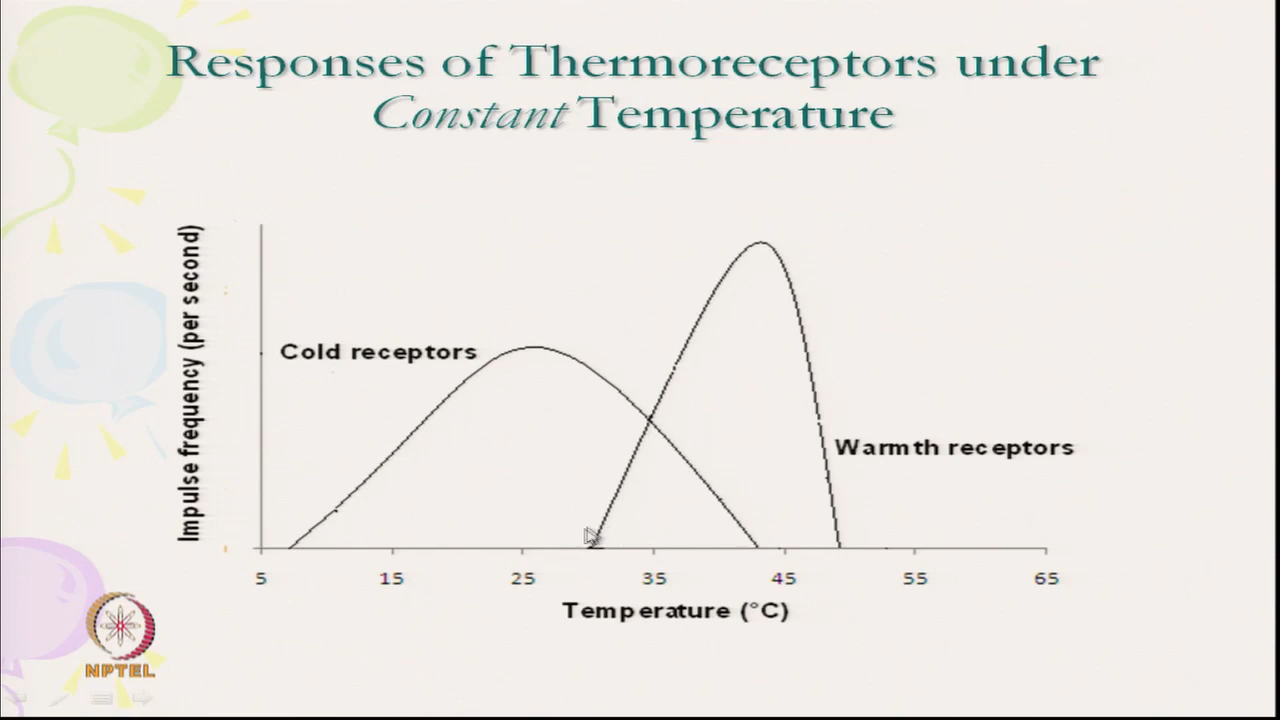 Responses of Thermoreceptors under
Constant Temperature
Impulse frequency (per second)
Cold receptors
Warmth receptors
5 15 25 35 45 55 65
Temperature (°C)
NPTEL